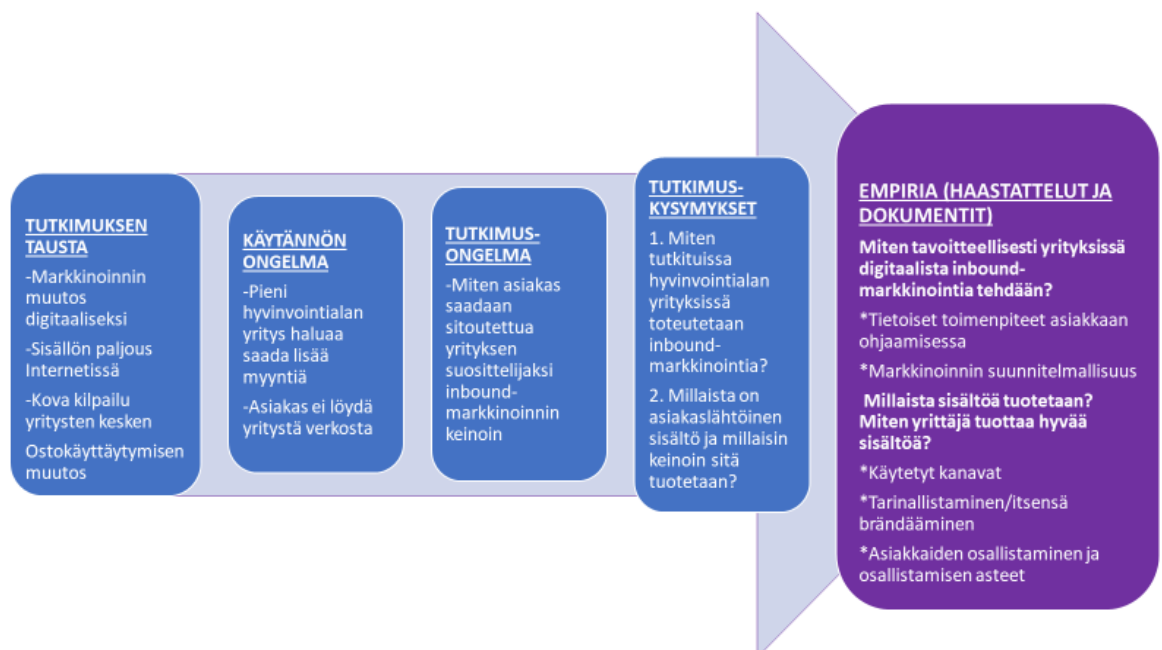 TUTKIMUKSEN
TAUSTA
-Markkinoinnin
muutos
digitaaliseksi
-Sisällön paljous
Internetissä
-Kova kilpailu
yritysten kesken
Ostokäyttäytymisen
muutos
KÄYTÄNNÖN
ONGELMA
-Pieni
hyvinvointialan
yritys haluaa
saada lisää
myyntiä
-Asiakas ei löydä
yritystä verkosta
TUTKIMUS-
ONGELMA
-Miten asiakas
saadaan
sitoutettua
yrityksen
suosittelijaksi
inbound-
markkinoinnin
keinoin
TUTKIMUS-
KYSYMYKSET
1. Miten
tutkituissa
hyvinvointialan
yrityksissä
toteutetaan
inbound-
markkinointia?
2. Millaista on
asiakaslähtöinen
sisältö ja millaisin
keinoin sitä
tuotetaan?
EMPIRIA (HAASTATTELUT JA
DOKUMENTIT)
Miten tavoitteellisesti yrityksissä
digitaalista inbound-
markkinointia tehdään?
*Tietoiset toimenpiteet asiakkaan
ohjaamisessa
*Markkinoinnin suunnitelmallisuus
Millaista sisältöä tuotetaan?
Miten yrittäjä tuottaa hyvää
sisältöä?
*Käytetyt kanavat
*Tarinallistaminen/itsensä
brändääminen
*Asiakkaiden osallistaminen ja
osallistamisen asteet